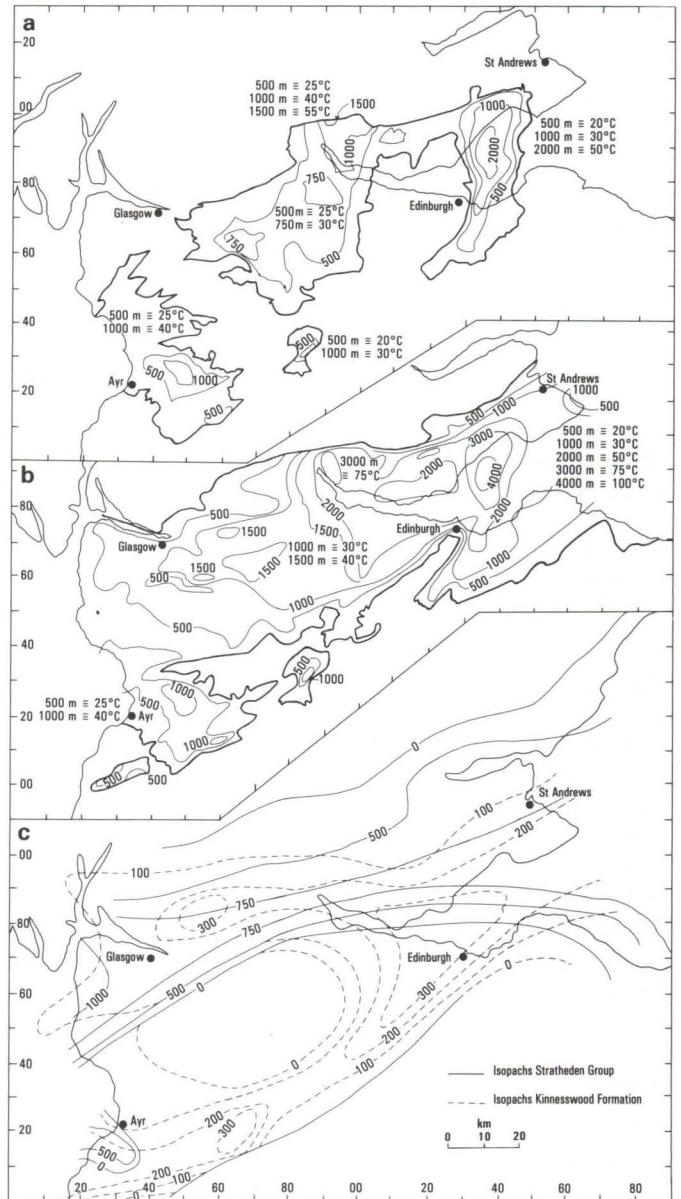 a
20
00
80
60
40
20
St Andrews
500 m ≡ 25°C
1000 m ≡ 40°C
1500 m ≡ 55°C
1500
1000
1000
2000
500
500 m ≡ 20°C
1000 m ≡ 30°C
2000 m ≡ 50°C
750
500 m ≡ 25°C
750 m ≡ 30°C
750
500
Glasgow
Edinburgh
500 m ≡ 25°C
1000 m ≡ 40°C
500
500 m ≡ 20°C
1000 m ≡ 30°C
Ayr
500
1000
500
b
80
60
40
20
00
St Andrews
1000
500
500
1000
3000
2000
4000
2000
3000 m
≡ 75°C
500 m ≡ 20°C
1000 m ≡ 30°C
2000 m ≡ 50°C
3000 m ≡ 75°C
4000 m ≡ 100°C
500
2000
1500
1500
1000 m ≡ 30°C
1500 m ≡ 40°C
1500
1500
Glasgow
Edinburgh
500
1000
500
1000
500
500
1000
500 m ≡ 25°C
1000 m ≡ 40°C
500
1000
Ayr
1000
500
500
c
00
80
60
40
20
0
St Andrews
100
200
500
100
750
300
750
Glasgow
Edinburgh
1000
500
0
300
0
200
0
100
Ayr
200
300
500
0
200
100
0
Isopachs Stratheden Group
Isopachs Kinnesswood Formation
km
0 10 20
20 40 60 80 00 20 40 60 80